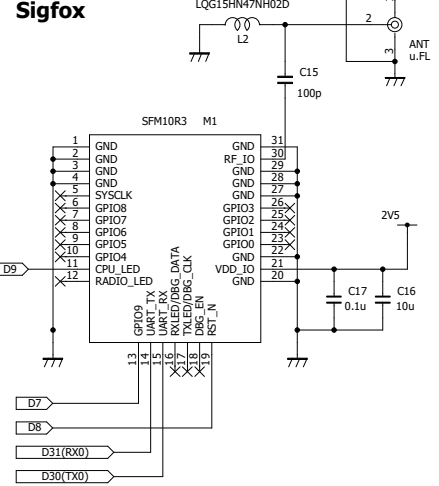 Sigfox
LQG15HN47NH02D
L2
2
3
ANT
u.FL
C15
100p
SFM10R3 M1
1 GND
2 GND
3 GND
4 GND
5 SYSCLK
6 GPIO8
7 GPIO7
8 GPIO6
9 GPIO5
10 GPIO4
11 CPU_LED
12 RADIO_LED
GND 31
RF_IO 30
GND 29
GND 28
GND 27
GPIO3 26
GPIO2 25
GPIO1 24
GPIO0 23
GND 22
VDD_IO 21
GND 20
D9
2V5
C17
0.1u
C16
10u
GPIO9 13
UART_TX 14
UART_RX 15
RXLED/DBG_DATA 16
TXLED/DBG_CLK 17
DBG_EN 18
RST_N 19
D7
D8
D31(RX0)
D30(TX0)